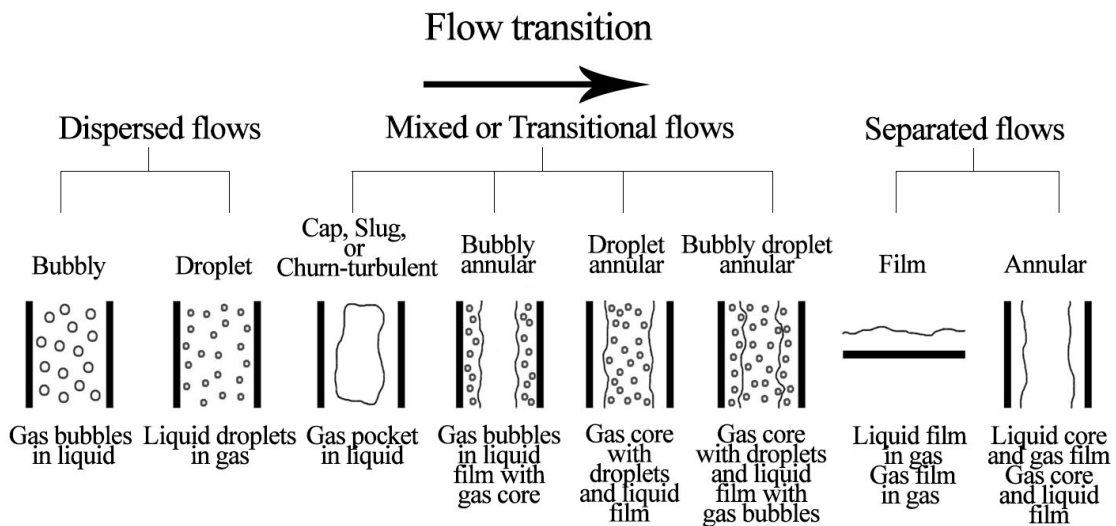 Flow transition
Dispersed flows
Mixed or Transitional flows
Separated flows
Bubbly
Droplet
Cap, Slug,
or
Churn-turbulent
Bubbly
annular
Droplet
annular
Bubbly droplet
annular
Film
Annular
Gas bubbles
in liquid
Liquid droplets
in gas
Gas pocket
in liquid
Gas bubbles
in liquid
film with
gas core
Gas core
with
droplets
and liquid
film
Gas core
with droplets
and liquid
film with
gas bubbles
Liquid film
in gas
Gas film
in gas
Liquid core
and gas film
Gas core
and liquid
film